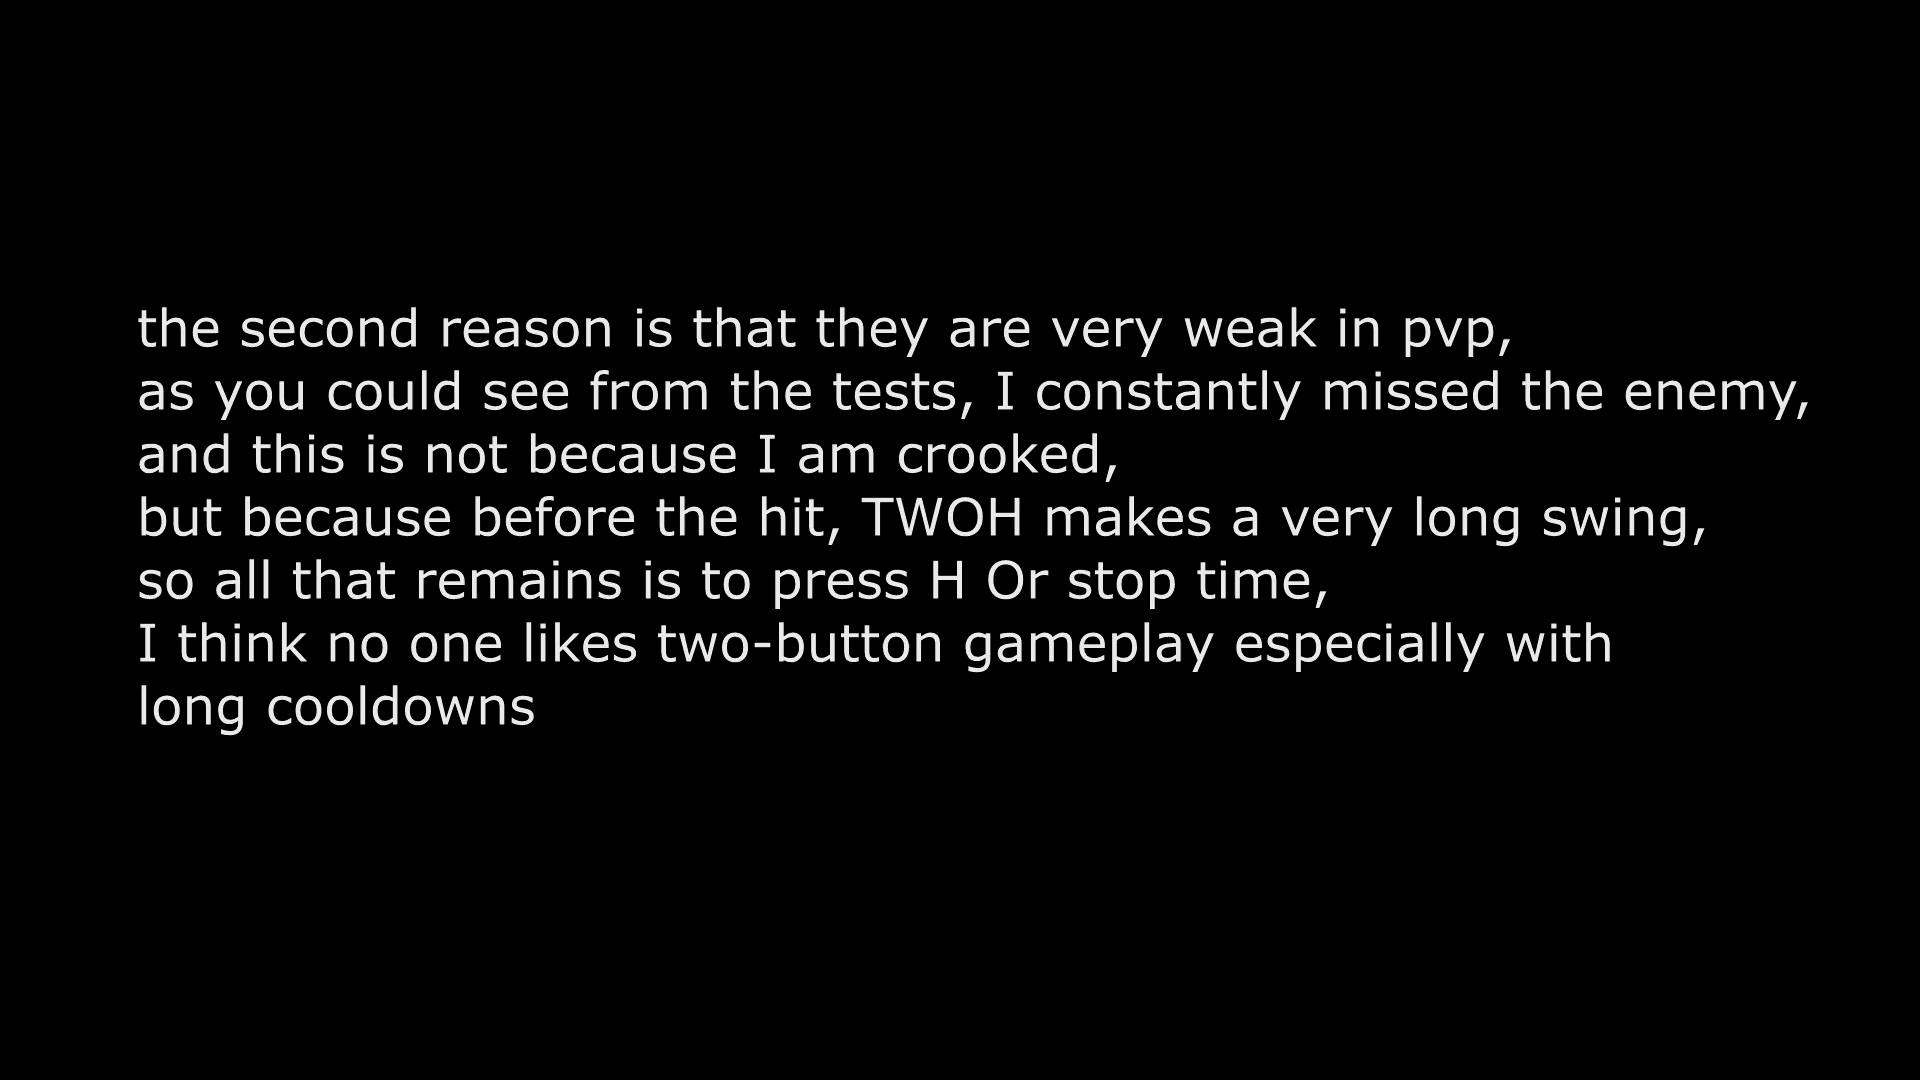 the second reason is that they are very weak in pvp,
as you could see from the tests, I constantly missed the enemy,
and this is not because I am crooked,
but because before the hit, TWOH makes a very long swing,
so all that remains is to press H Or stop time,
I think no one likes two-button gameplay especially with
long cooldowns